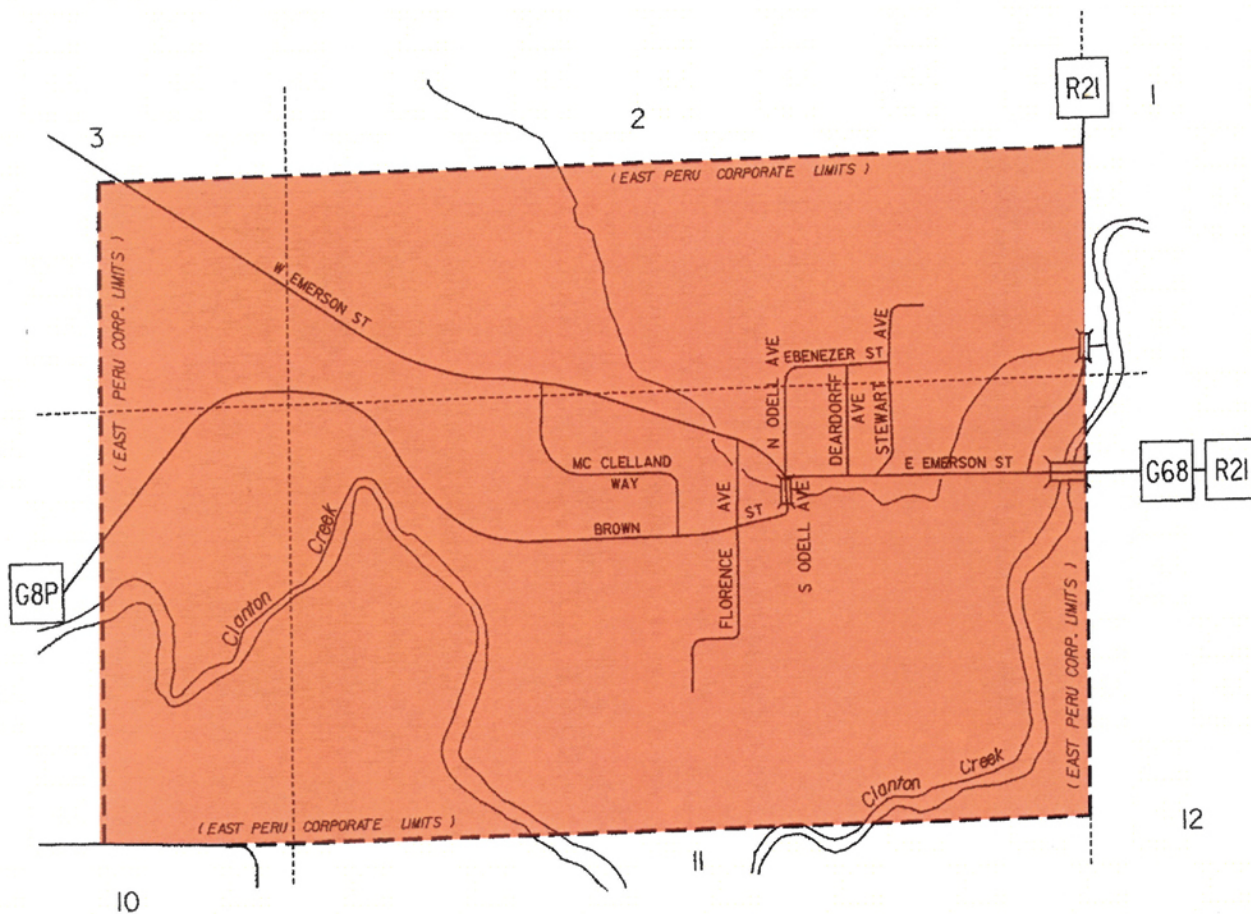 R21
1
2
3
(EAST PERU CORPORATE LIMITS)
(EAST PERU CORP. LIMITS)
W EMERSON ST
N ODELL AVE
EBENEZER ST
DEARDORFF
AVE
STEWART AVE
E EMERSON ST
G68
R21
MC CLELLAND
WAY
FLORENCE AVE
BROWN ST
S ODELL AVE
G8P
Clanton Creek
(EAST PERU CORP. LIMITS)
Clanton Creek
(EAST PERU CORPORATE LIMITS)
12
11
10